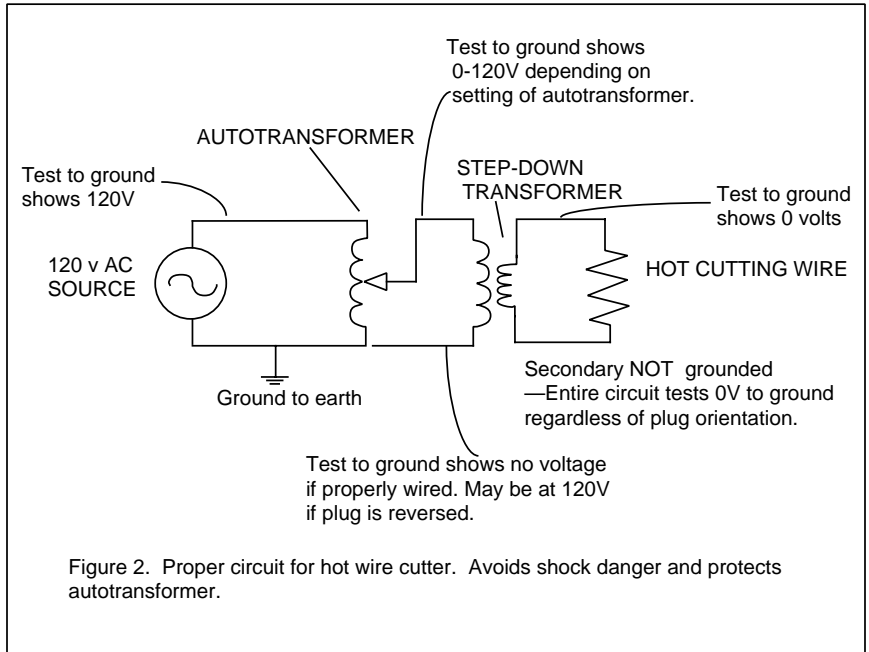 Test to ground shows
0-120V depending on
setting of autotransformer.
AUTOTRANSFORMER
Test to ground
shows 120V
STEP-DOWN
TRANSFORMER
Test to ground
shows 0 volts
120 v AC
SOURCE
HOT CUTTING WIRE
Ground to earth
Secondary NOT grounded
—Entire circuit tests 0V to ground
regardless of plug orientation.
Test to ground shows no voltage
if properly wired. May be at 120V
if plug is reversed.
Figure 2. Proper circuit for hot wire cutter. Avoids shock danger and protects
autotransformer.